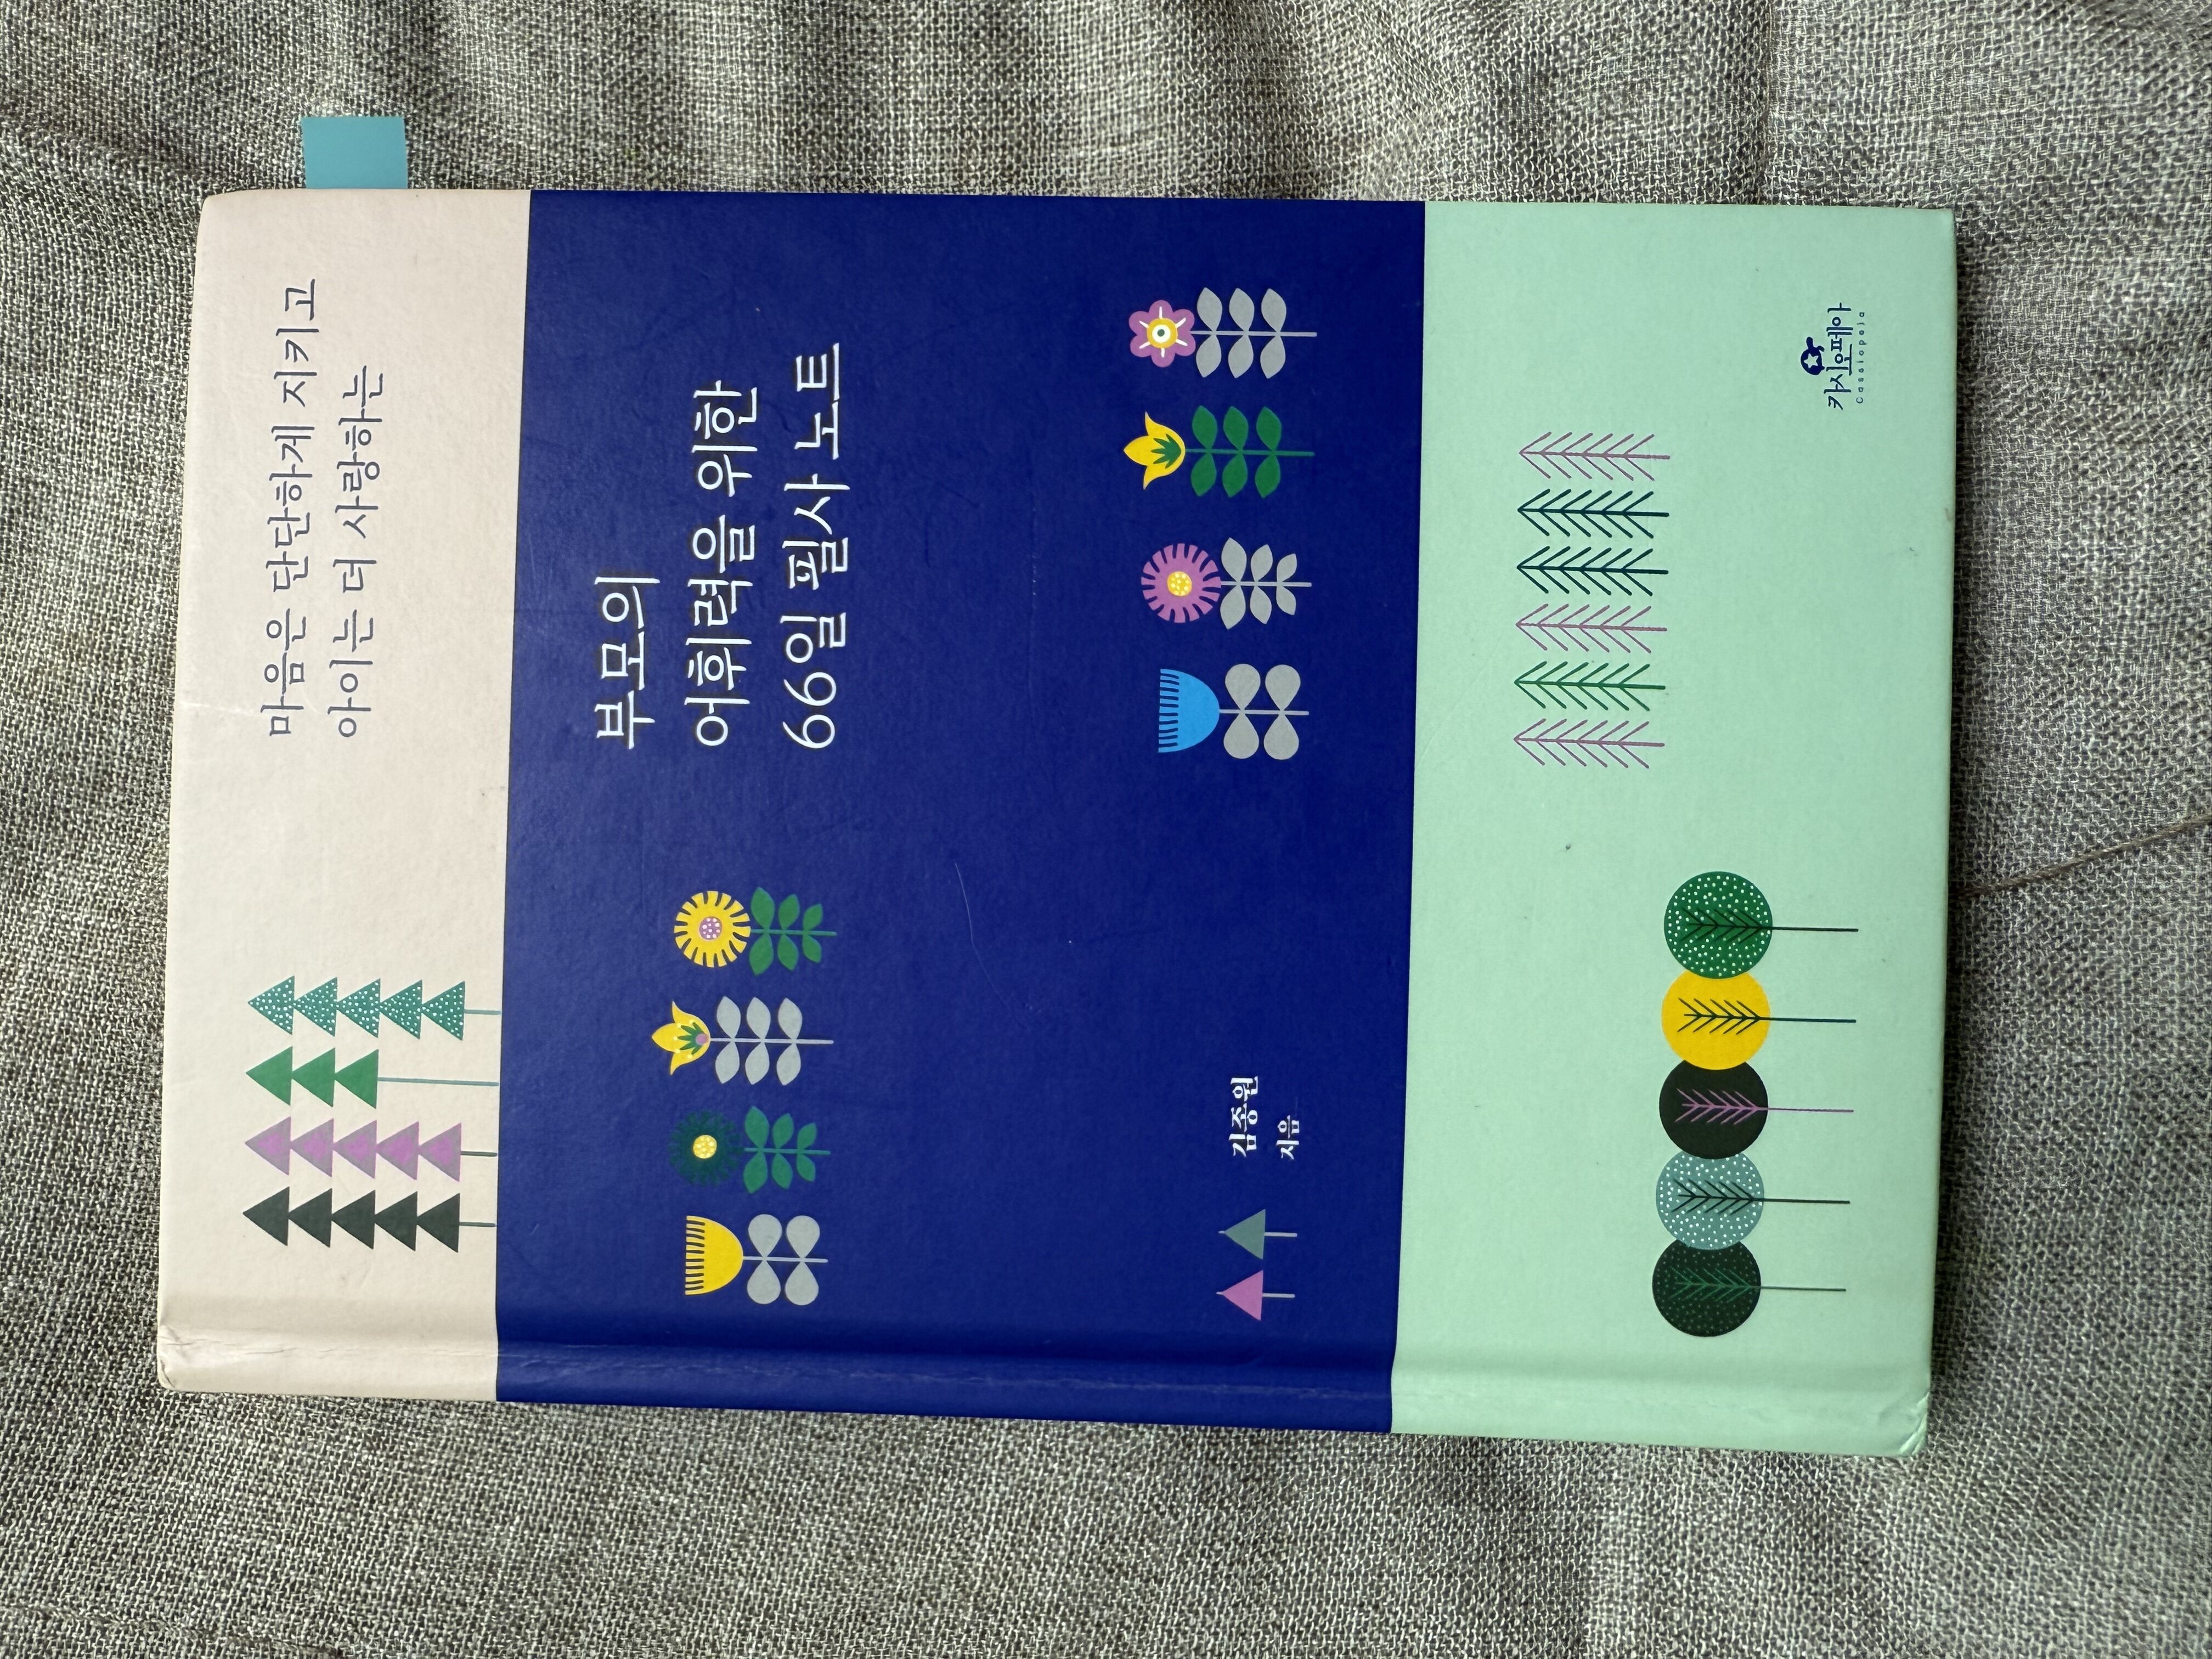 마음은 단단하게 지키고
아이는 더 사랑하는
부모의
어휘력을 위한
66일 필사 노트
김종원
지음
카시오페아
Cassiopeia